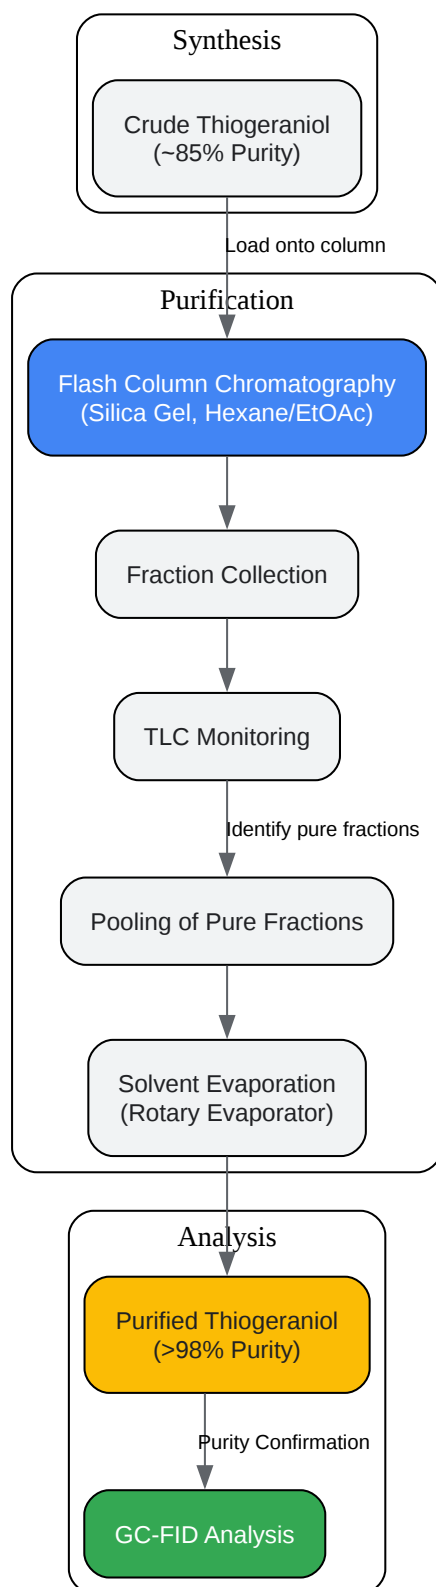 Synthesis
Crude Thiogeraniol
(~85% Purity)
Load onto column
Purification
Flash Column Chromatography
(Silica Gel, Hexane/EtOAc)
Fraction Collection
TLC Monitoring
Identify pure fractions
Pooling of Pure Fractions
Solvent Evaporation
(Rotary Evaporator)
Analysis
Purified Thiogeraniol
(>98% Purity)
Purity Confirmation
GC-FID Analysis